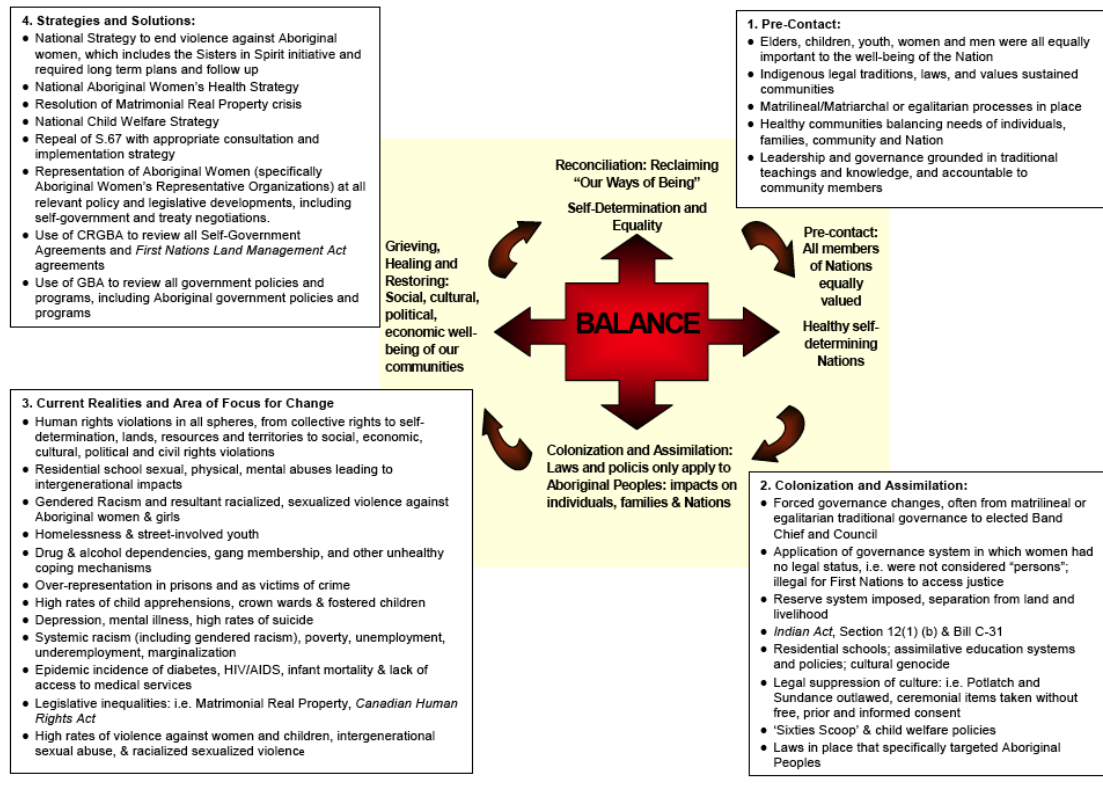 4. Strategies and Solutions:
● National Strategy to end violence against Aboriginal
women, which includes the Sisters in Spirit initiative and
required long term plans and follow up
● National Aboriginal Women's Health Strategy
● Resolution of Matrimonial Real Property crisis
● National Child Welfare Strategy
● Repeal of S.67 with appropriate consultation and
implementation strategy
● Representation of Aboriginal Women (specifically
Aboriginal Women's Representative Organizations) at all
relevant policy and legislative developments, including
self-government and treaty negotiations.
● Use of CRGBA to review all Self-Government
Agreements and First Nations Land Management Act
agreements
● Use of GBA to review all government policies and
programs, including Aboriginal government policies and
programs
1. Pre-Contact:
● Elders, children, youth, women and men were all equally
important to the well-being of the Nation
● Indigenous legal traditions, laws, and values sustained
communities
● Matrilineal/Matriarchal or egalitarian processes in place
● Healthy communities balancing needs of individuals,
families, community and Nation
● Leadership and governance grounded in traditional
teachings and knowledge, and accountable to
community members
Reconciliation: Reclaiming
"Our Ways of Being"
Self-Determination and
Equality
Grieving,
Healing and
Restoring:
Social, cultural,
political,
economic well-
being of our
communities
BALANCE
Pre-contact:
All members
of Nations
equally
valued
Healthy self-
determining
Nations
Colonization and Assimilation:
Laws and policis only apply to
Aboriginal Peoples: impacts on
individuals, families & Nations
3. Current Realities and Area of Focus for Change
● Human rights violations in all spheres, from collective rights to self-
determination, lands, resources and territories to social, economic,
cultural, political and civil rights violations
● Residential school sexual, physical, mental abuses leading to
intergenerational impacts
● Gendered Racism and resultant racialized, sexualized violence against
Aboriginal women & girls
● Homelessness & street-involved youth
● Drug & alcohol dependencies, gang membership, and other unhealthy
coping mechanisms
● Over-representation in prisons and as victims of crime
● High rates of child apprehensions, crown wards & fostered children
● Depression, mental illness, high rates of suicide
● Systemic racism (including gendered racism), poverty, unemployment,
underemployment, marginalization
● Epidemic incidence of diabetes, HIV/AIDS, infant mortality & lack of
access to medical services
● Legislative inequalities: i.e. Matrimonial Real Property, Canadian Human
Rights Act
● High rates of violence against women and children, intergenerational
sexual abuse, & racialized sexualized violence
2. Colonization and Assimilation:
● Forced governance changes, often from matrilineal or
egalitarian traditional governance to elected Band
Chief and Council
● Application of governance system in which women had
no legal status, i.e. were not considered "persons";
illegal for First Nations to access justice
● Reserve system imposed, separation from land and
livelihood
● Indian Act, Section 12(1) (b) & Bill C-31
● Residential schools; assimilative education systems
and policies; cultural genocide
● Legal suppression of culture: i.e. Potlatch and
Sundance outlawed, ceremonial items taken without
free, prior and informed consent
● 'Sixties Scoop' & child welfare policies
● Laws in place that specifically targeted Aboriginal
Peoples